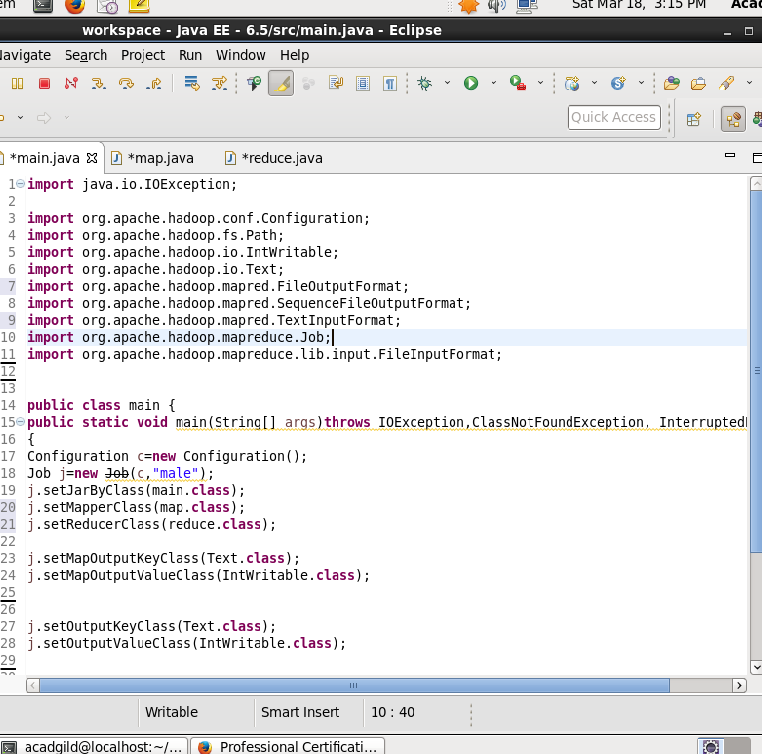 Sat Mar 18, 3:15 PM
workspace - Java EE - 6.5/src/main.java - Eclipse
Navigate Search Project Run Window Help
Quick Access
*main.java *map.java *reduce.java
1 import java.io.IOException;
2
3 import org.apache.hadoop.conf.Configuration;
4 import org.apache.hadoop.fs.Path;
5 import org.apache.hadoop.io.IntWritable;
6 import org.apache.hadoop.io.Text;
7 import org.apache.hadoop.mapred.FileOutputFormat;
8 import org.apache.hadoop.mapred.SequenceFileOutputFormat;
9 import org.apache.hadoop.mapred.TextInputFormat;
10 import org.apache.hadoop.mapreduce.Job;
11 import org.apache.hadoop.mapreduce.lib.input.FileInputFormat;
12
13
14 public class main {
15 public static void main(String[] args)throws IOException,ClassNotFoundException, Interrupted
16 {
17 Configuration c=new Configuration();
18 Job j=new Job(c,"male");
19 j.setJarByClass(main.class);
20 j.setMapperClass(map.class);
21 j.setReducerClass(reduce.class);
22
23 j.setMapOutputKeyClass(Text.class);
24 j.setMapOutputValueClass(IntWritable.class);
25
26
27 j.setOutputKeyClass(Text.class);
28 j.setOutputValueClass(IntWritable.class);
29
Writable Smart Insert 10 : 40
acadgild@localhost:~/... Professional Certificati...